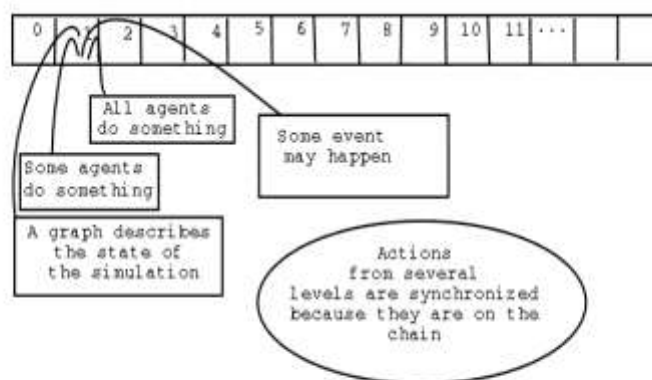 0 1 2 3 4 5 6 7 8 9 10 11 ...
All agents
do something
Some event
may happen
Some agents
do something
A graph describes
the state of
the simulation
Actions
from several
levels are synchronized
because they are on the
chain